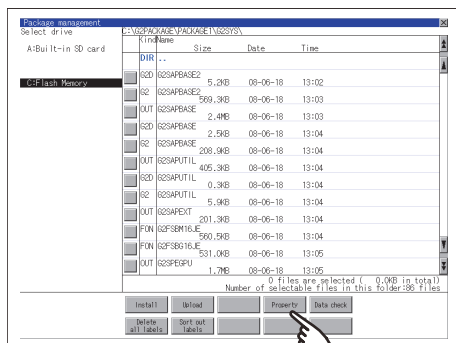 Package management
Select drive
A:Built-in SD card
C:Flash Memory
C:\G2PACKAGE\PACKAGE1\G2SYS\
Kind Name
Size Date Time
DIR ..
G2D G2SAPBASE2
5.2KB 08-06-18 13:02
G2 G2SAPBASE2
569.3KB 08-06-18 13:03
OUT G2SAPBASE
2.4MB 08-06-18 13:03
G2D G2SAPBASE
2.5KB 08-06-18 13:04
G2 G2SAPBASE
208.9KB 08-06-18 13:04
OUT G2SAPUTIL
405.3KB 08-06-18 13:04
G2D G2SAPUTIL
0.3KB 08-06-18 13:04
G2 G2SAPUTIL
5.9KB 08-06-18 13:04
OUT G2SAPEXT
201.3KB 08-06-18 13:04
FON G2FSBM16JE
560.5KB 08-06-18 13:04
FON G2FSBG16JE
531.0KB 08-06-18 13:05
OUT G2SPEGPU
1.7MB 08-06-18 13:05
0 files are selected ( 0.0KB in total)
Number of selectable files in this folder:86 files
Install Upload Property Data check
Delete all labels Sort out labels